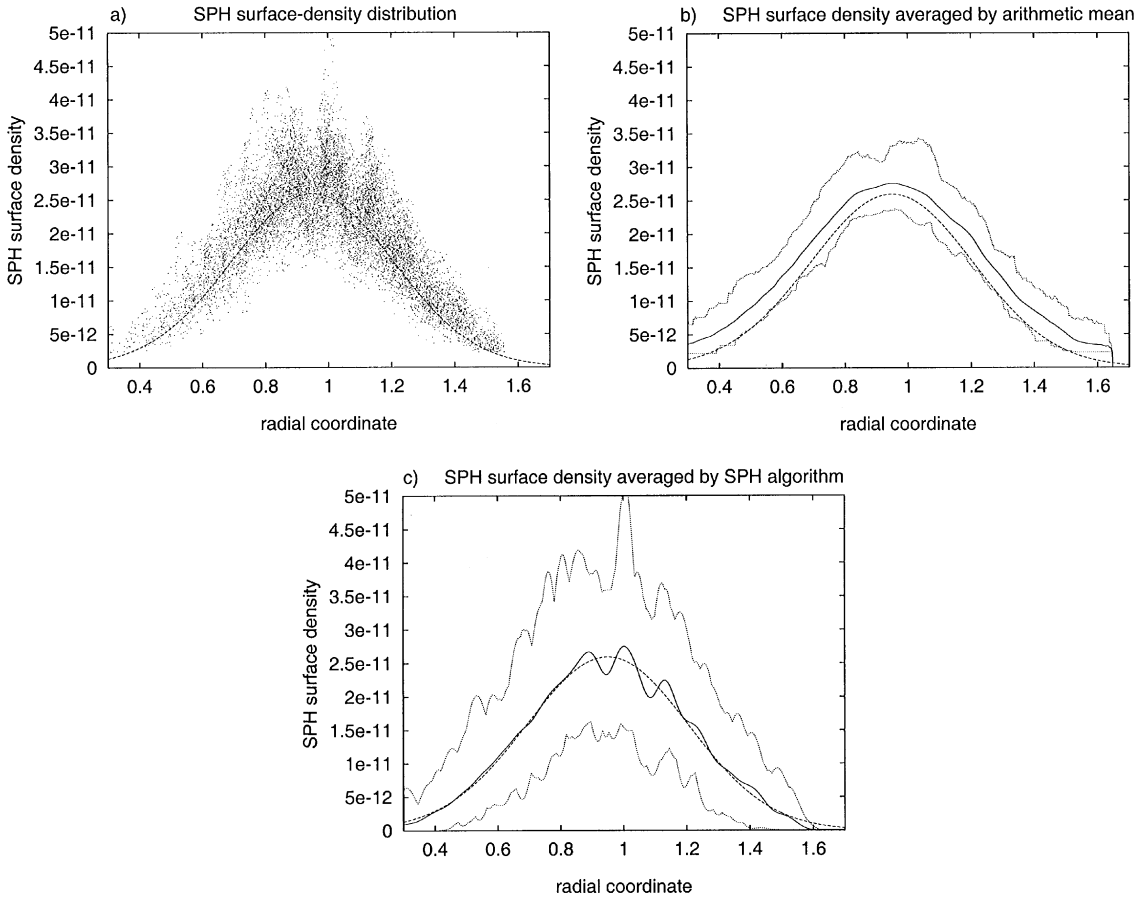 a) SPH surface-density distribution
5e-11
4.5e-11
4e-11
3.5e-11
3e-11
2.5e-11
2e-11
1.5e-11
1e-11
5e-12
0
SPH surface density
0.4 0.6 0.8 1 1.2 1.4 1.6
radial coordinate
b) SPH surface density averaged by arithmetic mean
5e-11
4.5e-11
4e-11
3.5e-11
3e-11
2.5e-11
2e-11
1.5e-11
1e-11
5e-12
0
SPH surface density
0.4 0.6 0.8 1 1.2 1.4 1.6
radial coordinate
c) SPH surface density averaged by SPH algorithm
5e-11
4.5e-11
4e-11
3.5e-11
3e-11
2.5e-11
2e-11
1.5e-11
1e-11
5e-12
0
SPH surface density
0.4 0.6 0.8 1 1.2 1.4 1.6
radial coordinate